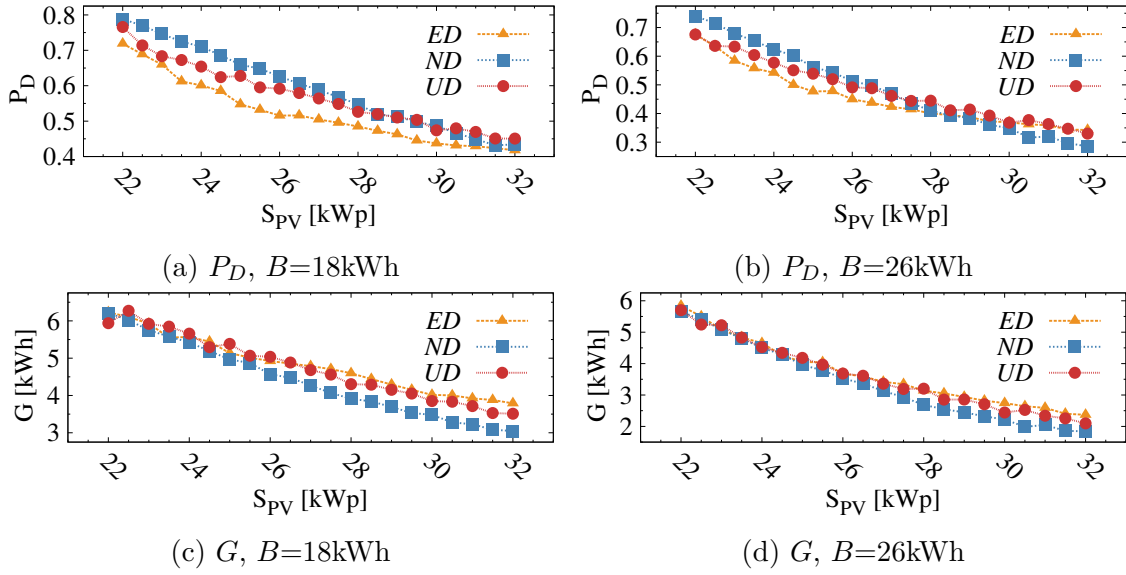 0.8
0.7
0.6
0.5
0.4
P_D
22
24
26
28
30
32
S_PV [kWp]
ED
ND
UD
(a) P_D, B=18kWh
0.7
0.6
0.5
0.4
0.3
P_D
22
24
26
28
30
32
S_PV [kWp]
ED
ND
UD
(b) P_D, B=26kWh
6
5
4
3
G [kWh]
22
24
26
28
30
32
S_PV [kWp]
ED
ND
UD
(c) G, B=18kWh
6
5
4
3
2
G [kWh]
22
24
26
28
30
32
S_PV [kWp]
ED
ND
UD
(d) G, B=26kWh